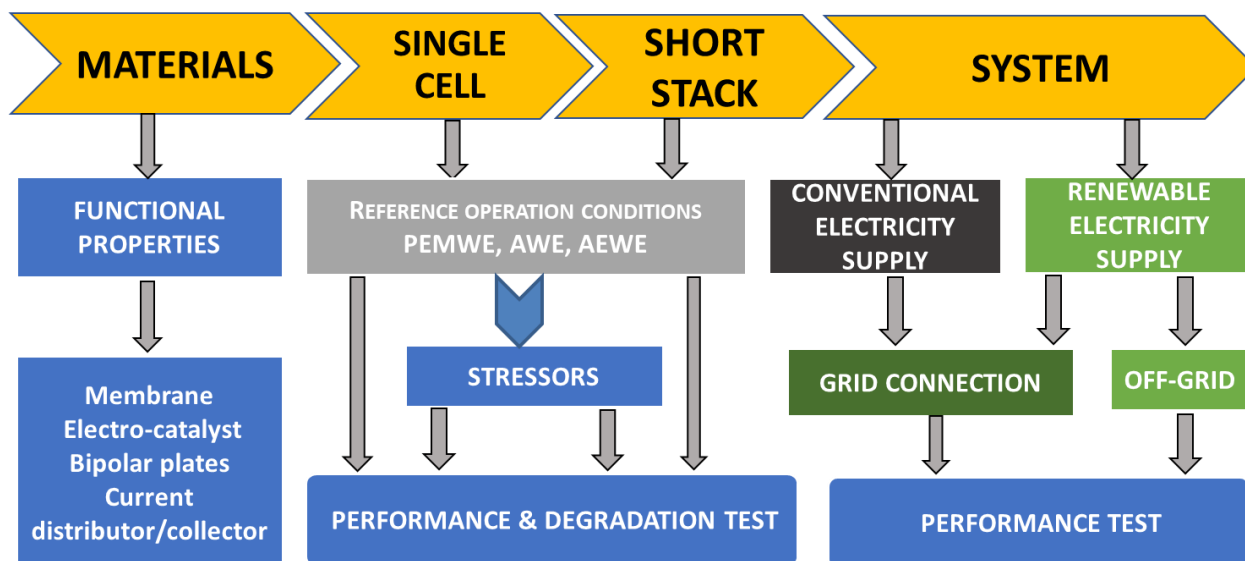 MATERIALS
SINGLE
CELL
SHORT
STACK
SYSTEM
FUNCTIONAL
PROPERTIES
REFERENCE OPERATION CONDITIONS
PEMWE, AWE, AEWE
CONVENTIONAL
ELECTRICITY
SUPPLY
RENEWABLE
ELECTRICITY
SUPPLY
STRESSORS
GRID CONNECTION
OFF-GRID
Membrane
Electro-catalyst
Bipolar plates
Current
distributor/collector
PERFORMANCE & DEGRADATION TEST
PERFORMANCE TEST